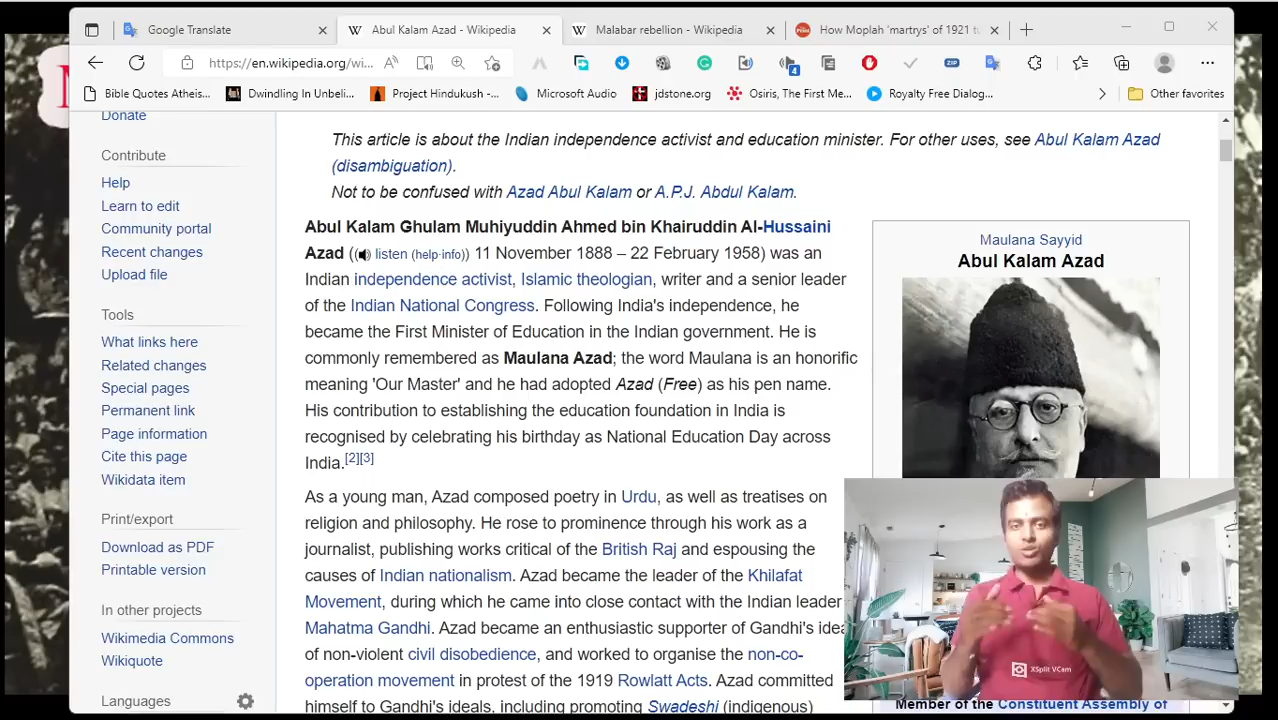 Google Translate
Abul Kalam Azad - Wikipedia
Malabar rebellion - Wikipedia
How Moplah 'martrys' of 1921 t
https://en.wikipedia.org/wi...
4
ZIP
Bible Quotes Atheis...
Dwindling In Unbeli...
Project Hindukush -...
Microsoft Audio
jdstone.org
Osiris, The First Me...
Royalty Free Dialog...
Other favorites
Donate
Contribute
Help
Learn to edit
Community portal
Recent changes
Upload file
Tools
What links here
Related changes
Special pages
Permanent link
Page information
Cite this page
Wikidata item
Print/export
Download as PDF
Printable version
In other projects
Wikimedia Commons
Wikiquote
Languages
This article is about the Indian independence activist and education minister. For other uses, see Abul Kalam Azad
(disambiguation).
Not to be confused with Azad Abul Kalam or A.P.J. Abdul Kalam.
Abul Kalam Ghulam Muhiyuddin Ahmed bin Khairuddin Al-Hussaini
Azad ( listen (help·info)) 11 November 1888 – 22 February 1958) was an
Indian independence activist, Islamic theologian, writer and a senior leader
of the Indian National Congress. Following India's independence, he
became the First Minister of Education in the Indian government. He is
commonly remembered as Maulana Azad; the word Maulana is an honorific
meaning 'Our Master' and he had adopted Azad (Free) as his pen name.
His contribution to establishing the education foundation in India is
recognised by celebrating his birthday as National Education Day across
India.[2][3]
As a young man, Azad composed poetry in Urdu, as well as treatises on
religion and philosophy. He rose to prominence through his work as a
journalist, publishing works critical of the British Raj and espousing the
causes of Indian nationalism. Azad became the leader of the Khilafat
Movement, during which he came into close contact with the Indian leader
Mahatma Gandhi. Azad became an enthusiastic supporter of Gandhi's idea
of non-violent civil disobedience, and worked to organise the non-co-
operation movement in protest of the 1919 Rowlatt Acts. Azad committed
himself to Gandhi's ideals, including promoting Swadeshi (indigenous)
Maulana Sayyid
Abul Kalam Azad
XSplit VCam
Member of the Constituent Assembly of